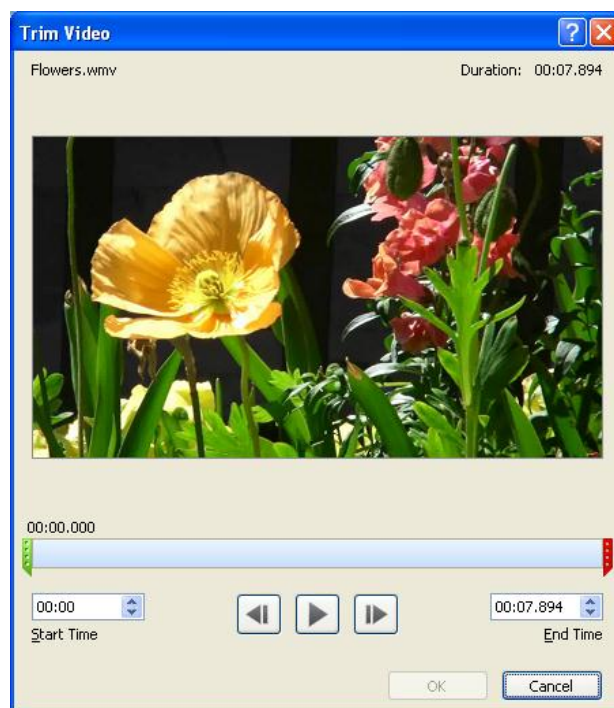 Trim Video
Flowers.wmv Duration: 00:07.894
00:00.000
00:00 00:07.894
Start Time End Time
OK Cancel